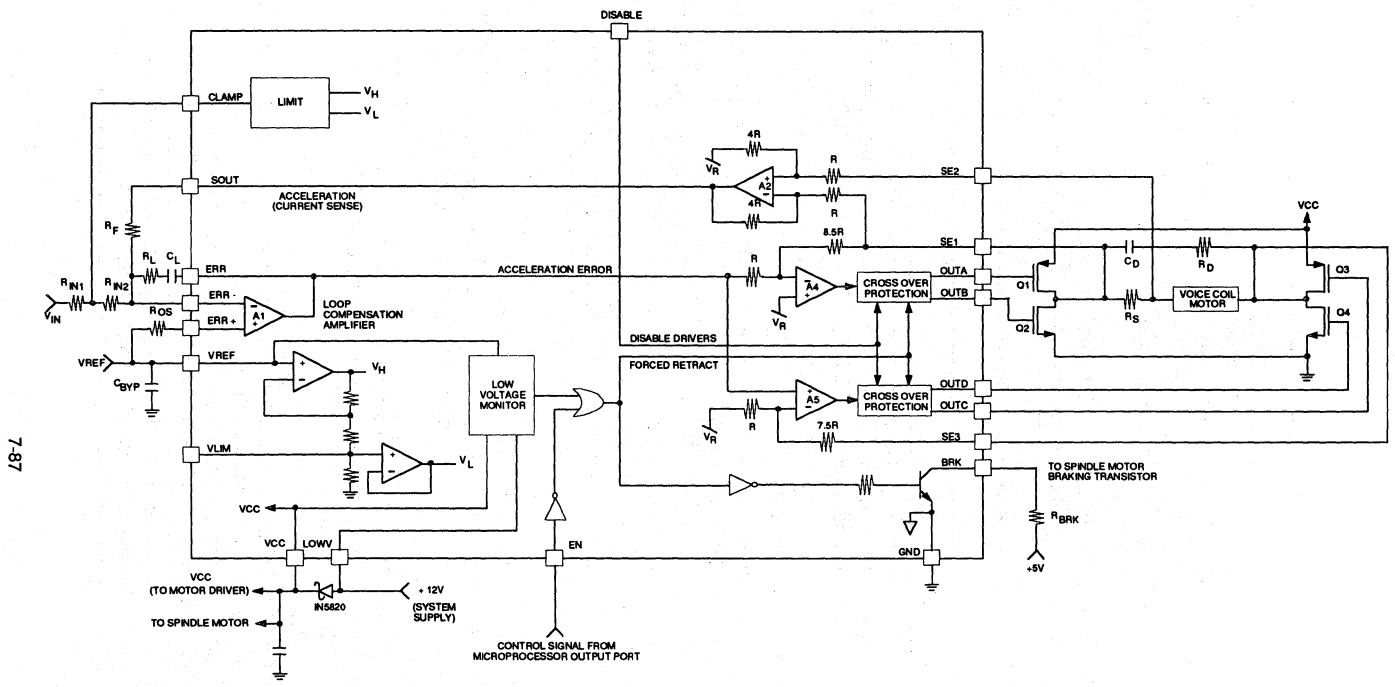 DISABLE
CLAMP
LIMIT
VH
VL
4R
VR
R
SE2
A2
+
−
SOUT
ACCELERATION
(CURRENT SENSE)
4R
R
VCC
RF
8.5R
SE1
CD
RD
RL
CL
ERR
ACCELERATION ERROR
R
OUTA
Q1
Q3
RIN1
RIN2
ERR -
A4
−
+
CROSS OVER
PROTECTION
OUTB
VIN
A1
−
+
LOOP
COMPENSATION
AMPLIFIER
VR
Q2
RS
VOICE COIL
MOTOR
Q4
ROS
ERR +
DISABLE DRIVERS
VREF
VREF
FORCED RETRACT
CBYP
+
−
VH
LOW
VOLTAGE
MONITOR
A5
+
−
CROSS OVER
PROTECTION
OUTD
OUTC
VR
R
7.5R
SE3
VLIM
+
−
VL
BRK
TO SPINDLE MOTOR
BRAKING TRANSISTOR
VCC
RBRK
VCC
LOWV
EN
GND
+5V
VCC
(TO MOTOR DRIVER)
IN5820
+ 12V
(SYSTEM
SUPPLY)
TO SPINDLE MOTOR
CONTROL SIGNAL FROM
MICROPROCESSOR OUTPUT PORT
7-87